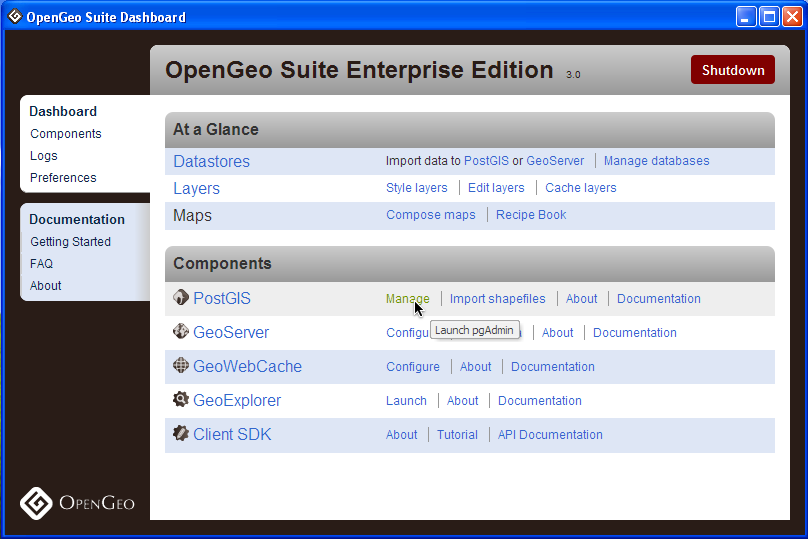 OpenGeo Suite Dashboard
OpenGeo Suite Enterprise Edition 3.0
Shutdown
Dashboard
Components
Logs
Preferences
Documentation
Getting Started
FAQ
About
At a Glance
Datastores Import data to PostGIS or GeoServer Manage databases
Layers Style layers Edit layers Cache layers
Maps Compose maps Recipe Book
Components
PostGIS Manage Import shapefiles About Documentation
Launch pgAdmin
GeoServer About Documentation
GeoWebCache Configure About Documentation
GeoExplorer Launch About Documentation
Client SDK About Tutorial API Documentation
OpenGeo